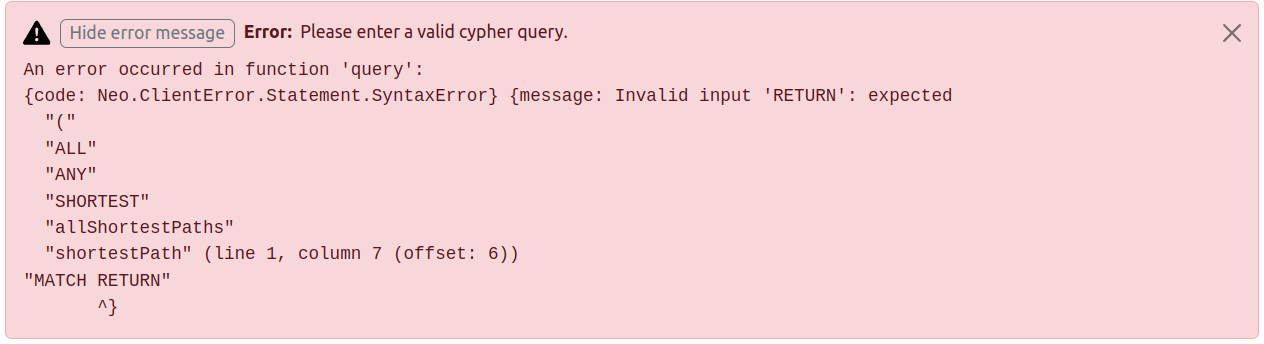 Hide error message Error: Please enter a valid cypher query.
An error occurred in function 'query':
{code: Neo.ClientError.Statement.SyntaxError} {message: Invalid input 'RETURN': expected
  "("
  "ALL"
  "ANY"
  "SHORTEST"
  "allShortestPaths"
  "shortestPath" (line 1, column 7 (offset: 6))
"MATCH RETURN"
       ^}